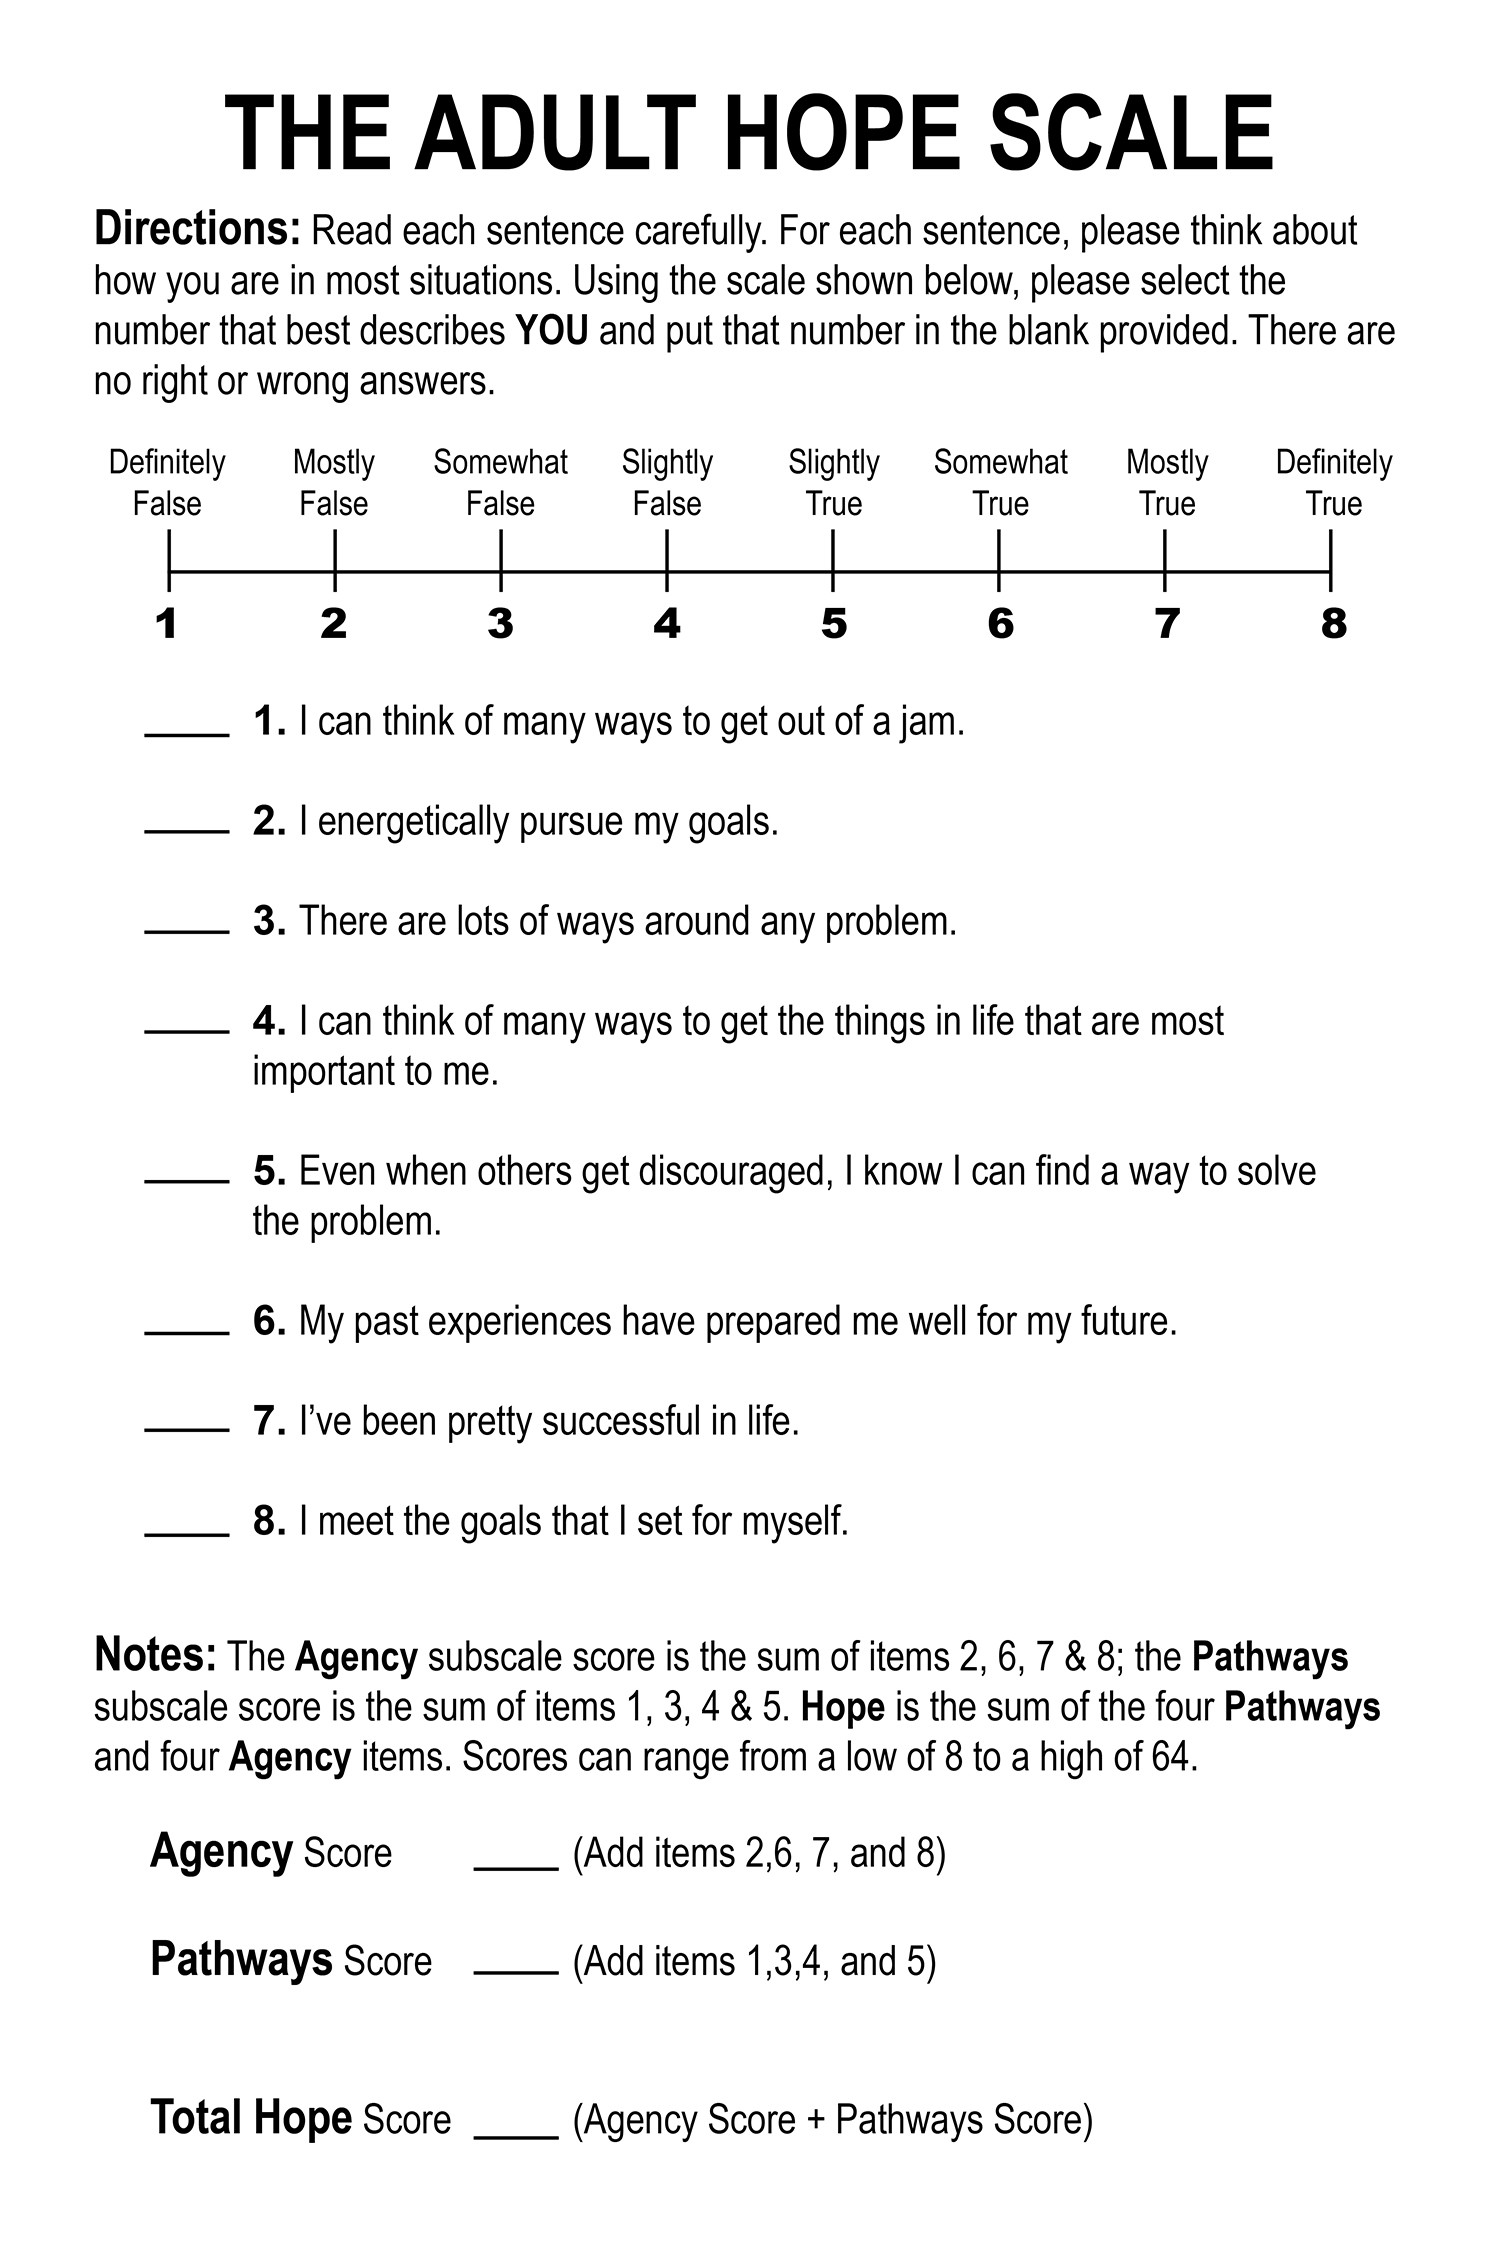 THE ADULT HOPE SCALE
Directions: Read each sentence carefully. For each sentence, please think about
how you are in most situations. Using the scale shown below, please select the
number that best describes YOU and put that number in the blank provided. There are
no right or wrong answers.
Definitely Mostly Somewhat Slightly Slightly Somewhat Mostly Definitely
False False False False True True True True
1 2 3 4 5 6 7 8
____ 1. I can think of many ways to get out of a jam.
____ 2. I energetically pursue my goals.
____ 3. There are lots of ways around any problem.
____ 4. I can think of many ways to get the things in life that are most
important to me.
____ 5. Even when others get discouraged, I know I can find a way to solve
the problem.
____ 6. My past experiences have prepared me well for my future.
____ 7. I’ve been pretty successful in life.
____ 8. I meet the goals that I set for myself.
Notes: The Agency subscale score is the sum of items 2, 6, 7 & 8; the Pathways
subscale score is the sum of items 1, 3, 4 & 5. Hope is the sum of the four Pathways
and four Agency items. Scores can range from a low of 8 to a high of 64.
Agency Score ____ (Add items 2,6, 7, and 8)
Pathways Score ____ (Add items 1,3,4, and 5)
Total Hope Score ____ (Agency Score + Pathways Score)